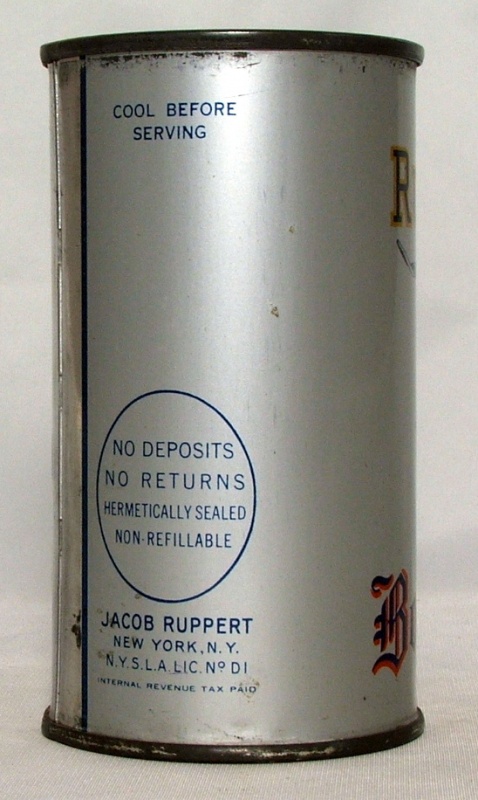 COOL BEFORE
SERVING
R
NO DEPOSITS
NO RETURNS
HERMETICALLY SEALED
NON-REFILLABLE
B
JACOB RUPPERT
NEW YORK, N.Y.
N.Y.S.L.A. LIC. Nº D1
INTERNAL REVENUE TAX PAID